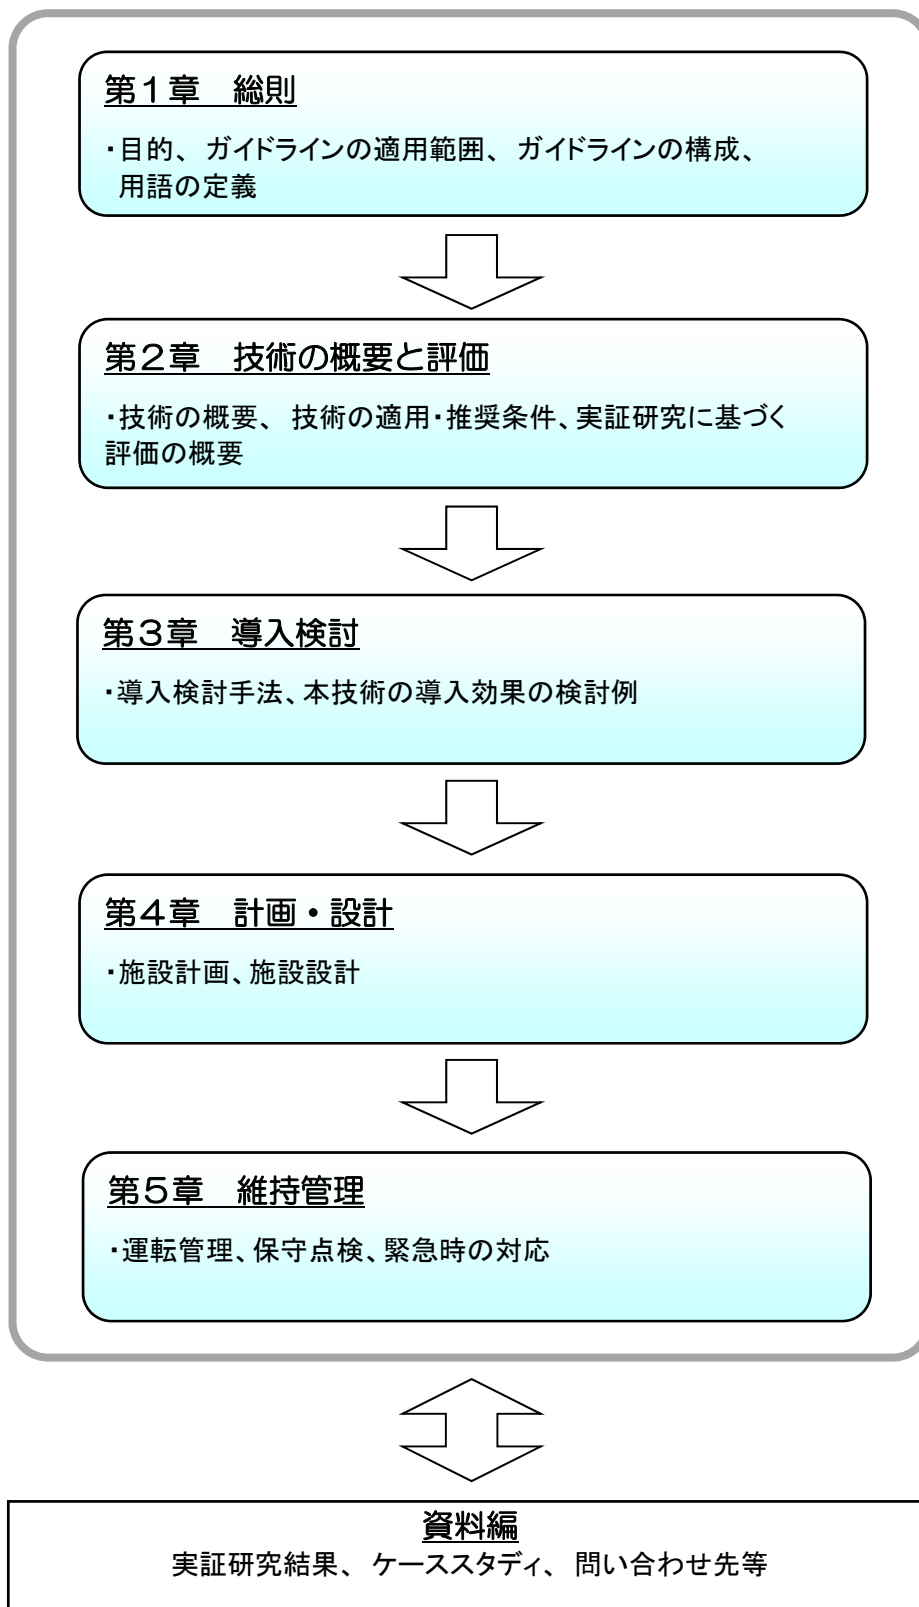 第1章　総則
・目的、ガイドラインの適用範囲、ガイドラインの構成、
用語の定義
第2章　技術の概要と評価
・技術の概要、技術の適用・推奨条件、実証研究に基づく
評価の概要
第3章　導入検討
・導入検討手法、本技術の導入効果の検討例
第4章　計画・設計
・施設計画、施設設計
第5章　維持管理
・運転管理、保守点検、緊急時の対応
資料編
実証研究結果、ケーススタディ、問い合わせ先等